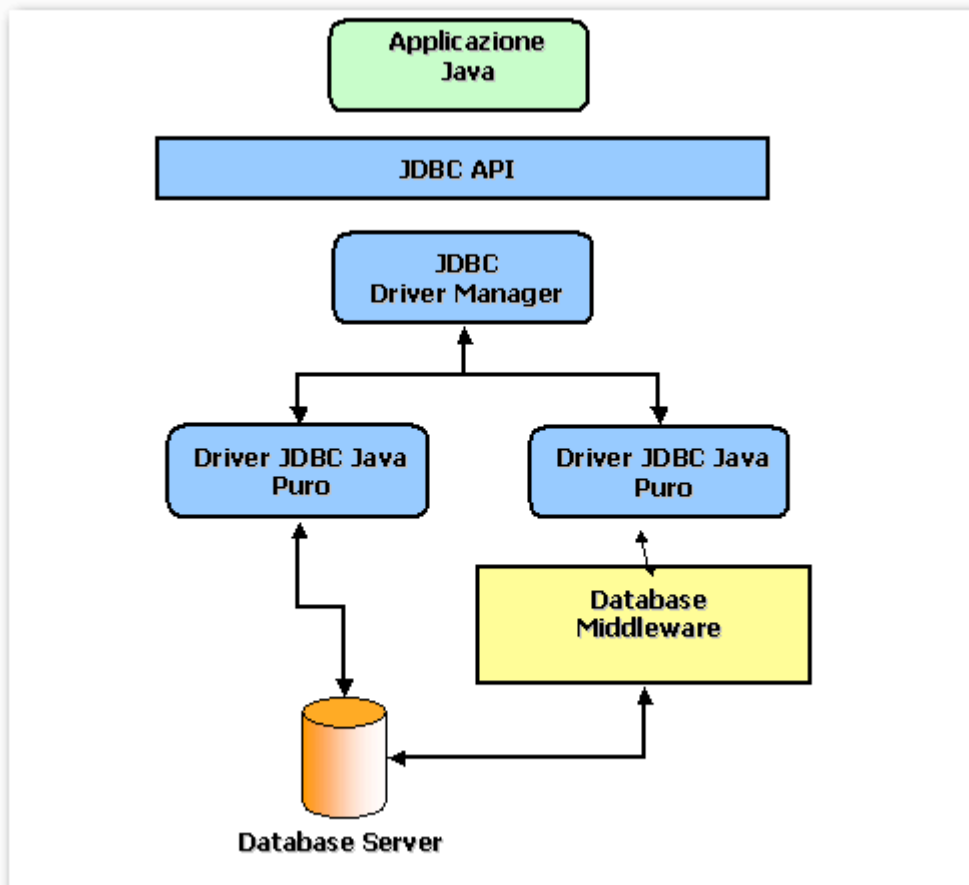 Applicazione
Java
JDBC API
JDBC
Driver Manager
Driver JDBC Java
Puro
Driver JDBC Java
Puro
Database
Middleware
Database Server